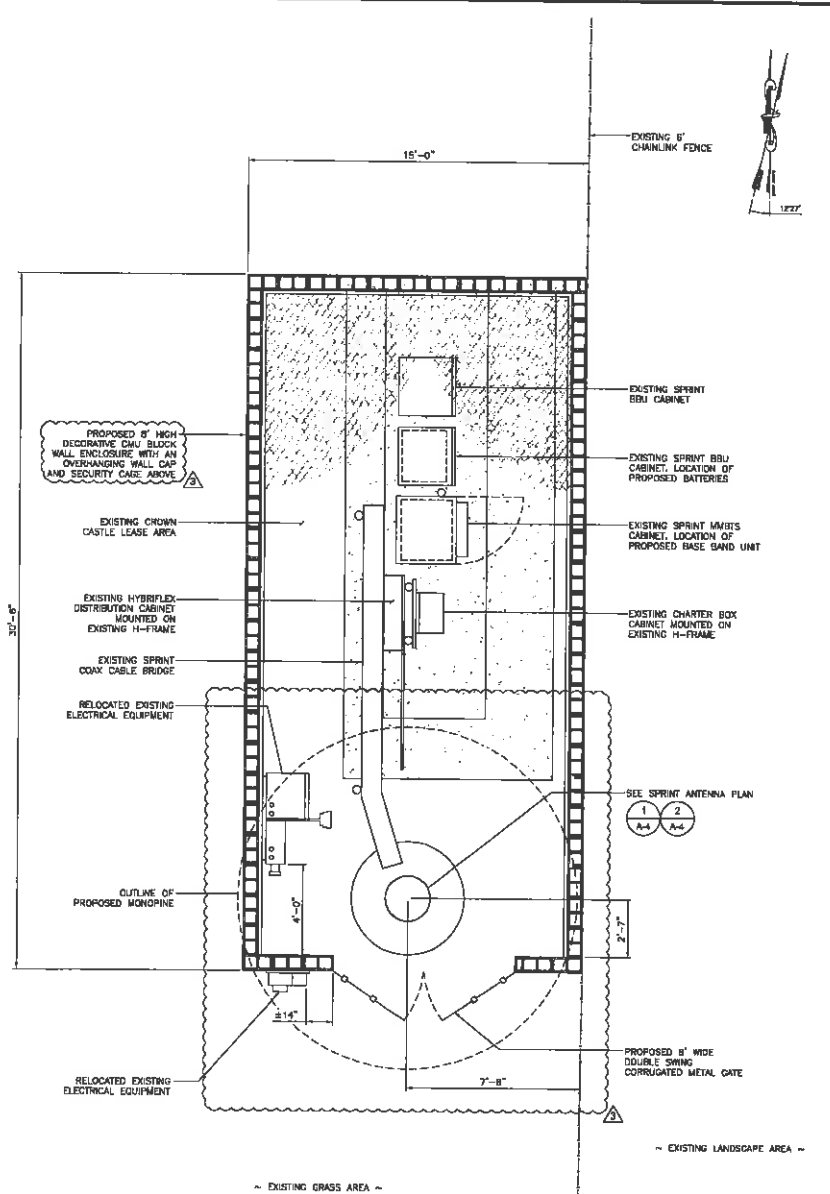 EXISTING 6'
CHAINLINK FENCE
15'-0"
12°27'
EXISTING SPRINT
BBU CABINET
PROPOSED 8' HIGH
DECORATIVE CMU BLOCK
WALL ENCLOSURE WITH AN
OVERHANGING WALL CAP
AND SECURITY CAGE ABOVE
3
EXISTING SPRINT BBU
CABINET. LOCATION OF
PROPOSED BATTERIES
EXISTING CROWN
CASTLE LEASE AREA
EXISTING SPRINT MMBTS
CABINET. LOCATION OF
PROPOSED BASE BAND UNIT
30'-6"
EXISTING HYBRIFLEX
DISTRIBUTION CABINET
MOUNTED ON
EXISTING H-FRAME
EXISTING CHARTER BOX
CABINET MOUNTED ON
EXISTING H-FRAME
EXISTING SPRINT
COAX CABLE BRIDGE
RELOCATED EXISTING
ELECTRICAL EQUIPMENT
SEE SPRINT ANTENNA PLAN
1 2
A-4 A-4
OUTLINE OF
PROPOSED MONOPINE
4'-0"
2'-7"
±14"
PROPOSED 8' WIDE
DOUBLE SWING
CORRUGATED METAL GATE
RELOCATED EXISTING
ELECTRICAL EQUIPMENT
7'-8"
3
~ EXISTING LANDSCAPE AREA ~
~ EXISTING GRASS AREA ~